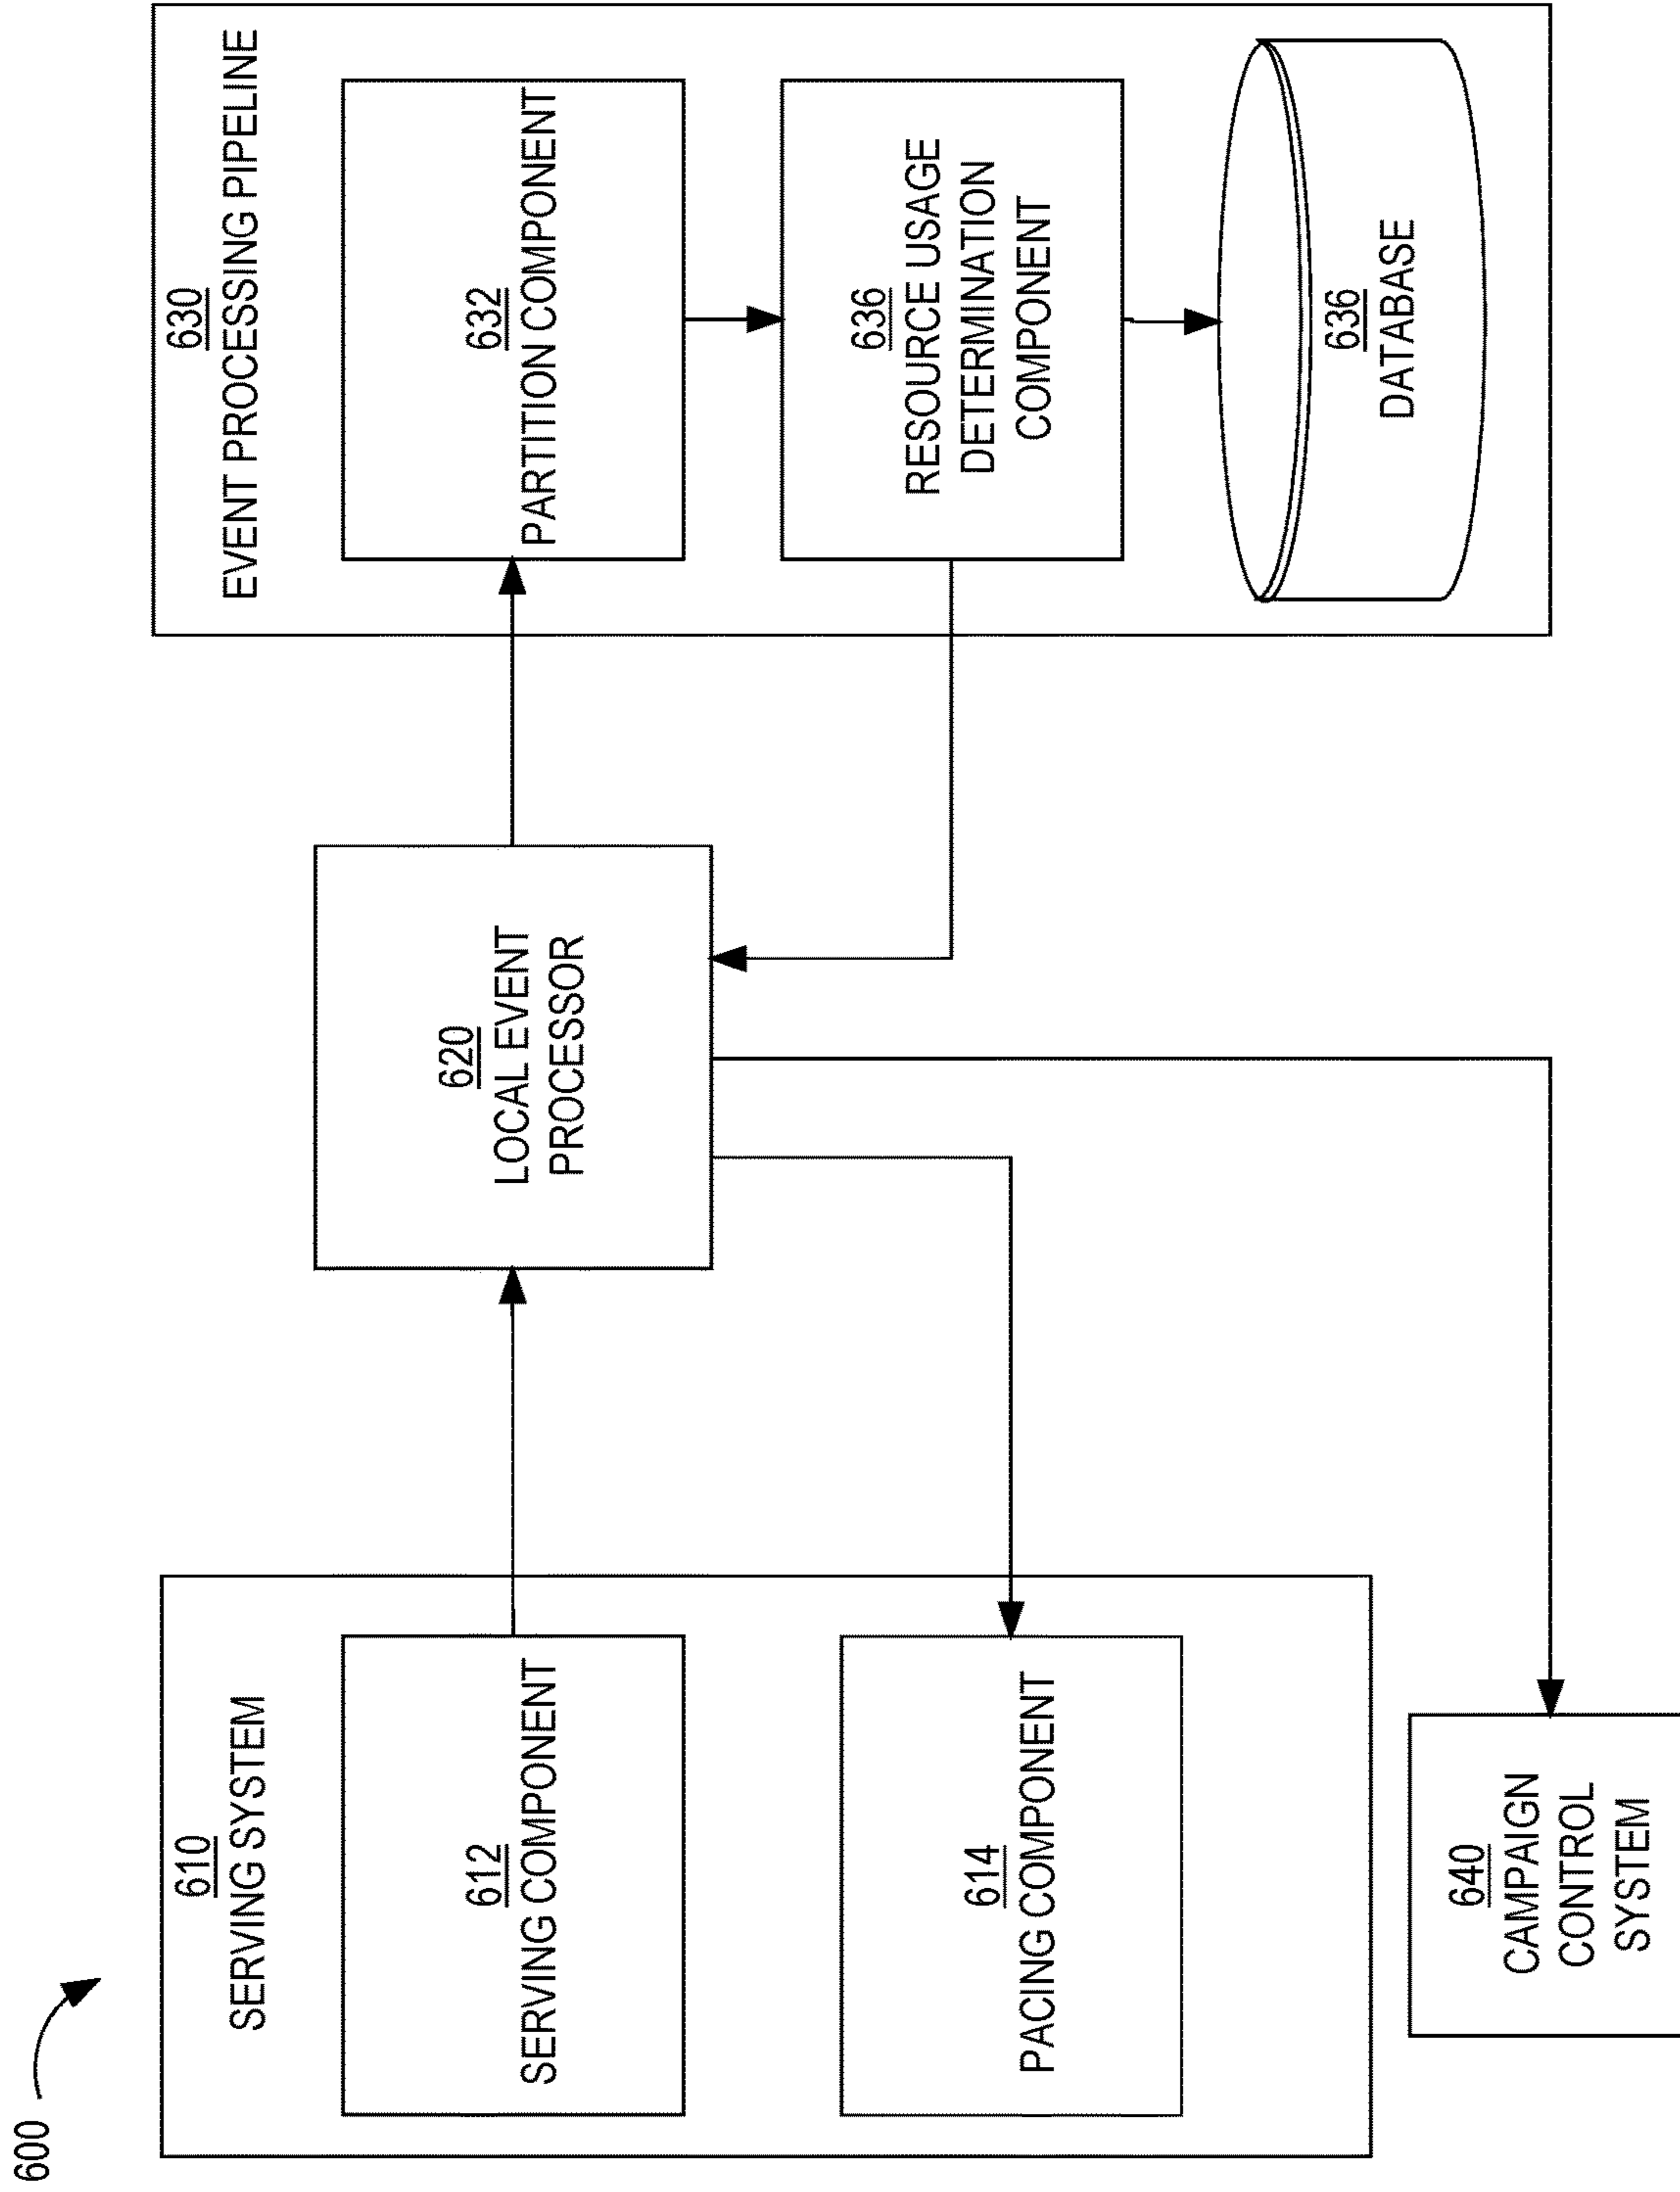 600
610
SERVING SYSTEM
612
SERVING COMPONENT
614
PACING COMPONENT
640
CAMPAIGN
CONTROL
SYSTEM
620
LOCAL EVENT
PROCESSOR
630
EVENT PROCESSING PIPELINE
632
PARTITION COMPONENT
636
RESOURCE USAGE
DETERMINATION
COMPONENT
636
DATABASE